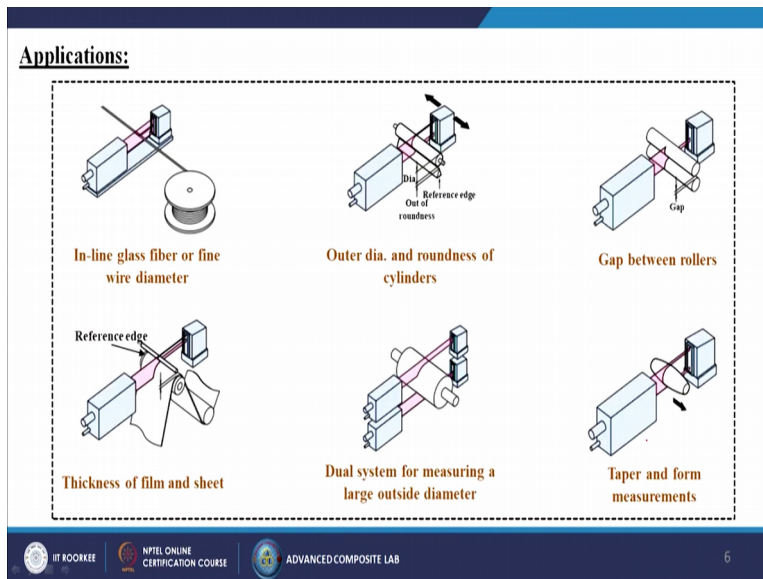 Applications:
Dia.
Reference edge
Out of
roundness
Gap
In-line glass fiber or fine
wire diameter
Outer dia. and roundness of
cylinders
Gap between rollers
Reference edge
Thickness of film and sheet
Dual system for measuring a
large outside diameter
Taper and form
measurements
IIT ROORKEE
NPTEL ONLINE
CERTIFICATION COURSE
ADVANCED COMPOSITE LAB
6